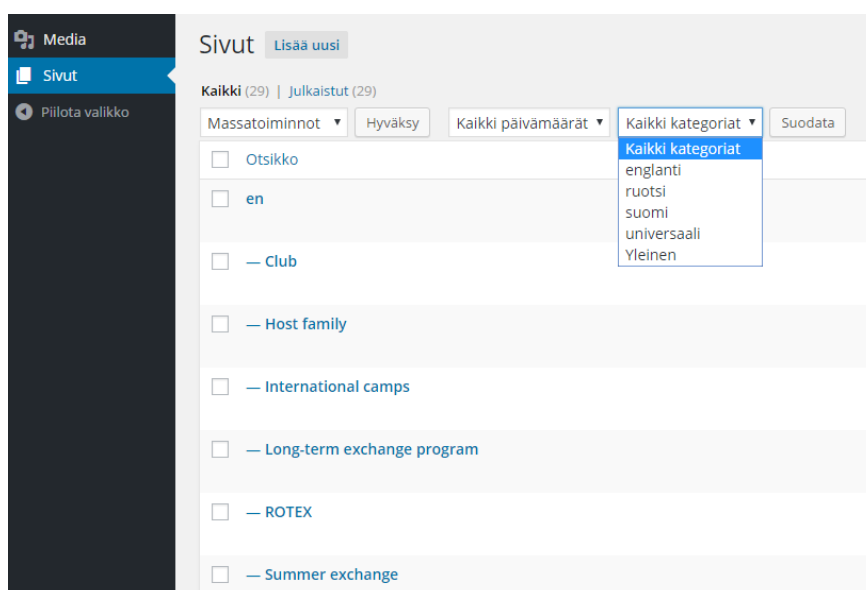 Media
Sivut
Piilota valikko
Sivut Lisää uusi
Kaikki (29) | Julkaistut (29)
Massatoiminnot Hyväksy Kaikki päivämäärät Kaikki kategoriat Suodata
Kaikki kategoriat
englanti
ruotsi
suomi
universaali
Yleinen
Otsikko
en
— Club
— Host family
— International camps
— Long-term exchange program
— ROTEX
— Summer exchange